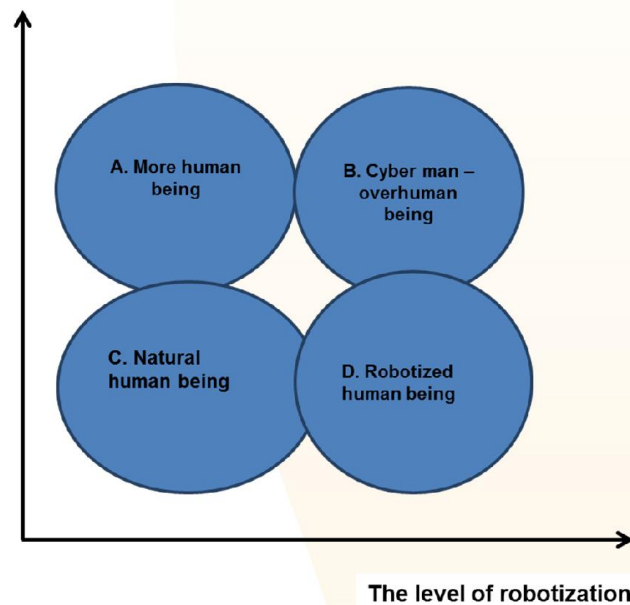 A. More human
being
B. Cyber man –
overhuman
being
C. Natural
human being
D. Robotized
human being
The level of robotization